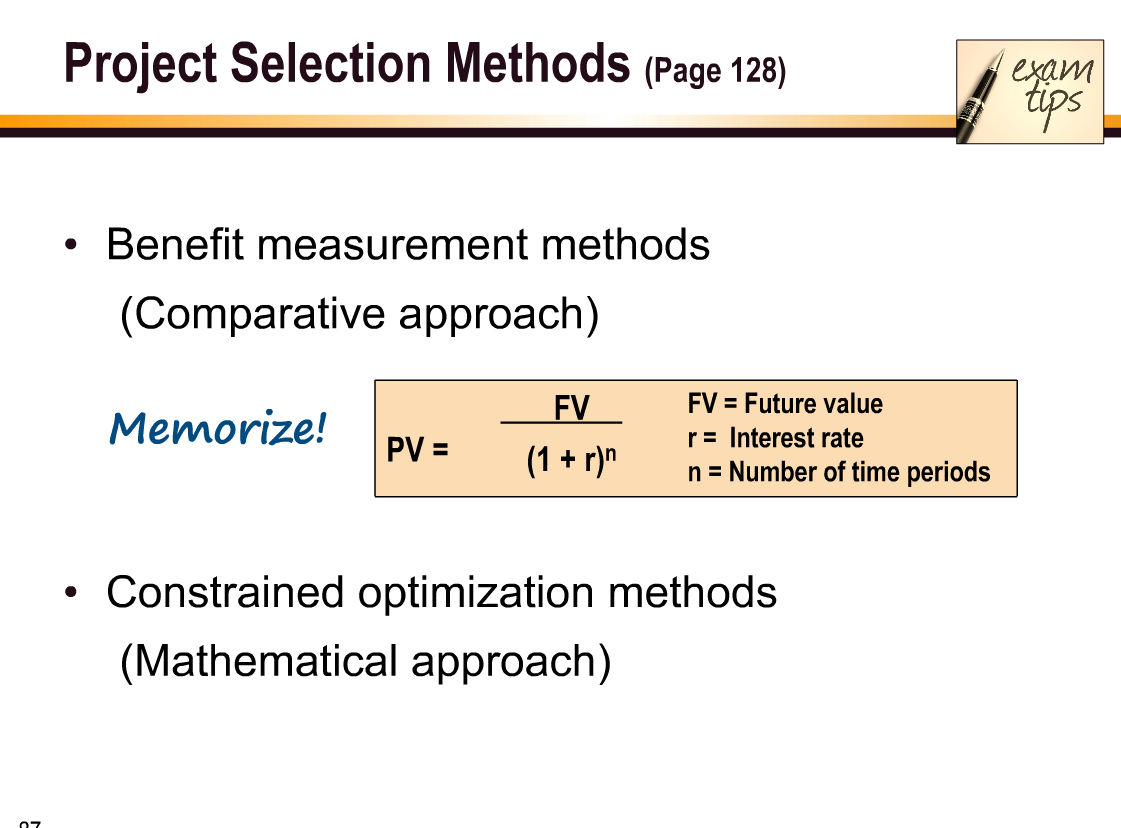 Project Selection Methods (Page 128)
exam
tips
• Benefit measurement methods
(Comparative approach)
Memorize!
PV =
FV
(1 + r)ⁿ
FV = Future value
r = Interest rate
n = Number of time periods
• Constrained optimization methods
(Mathematical approach)
87